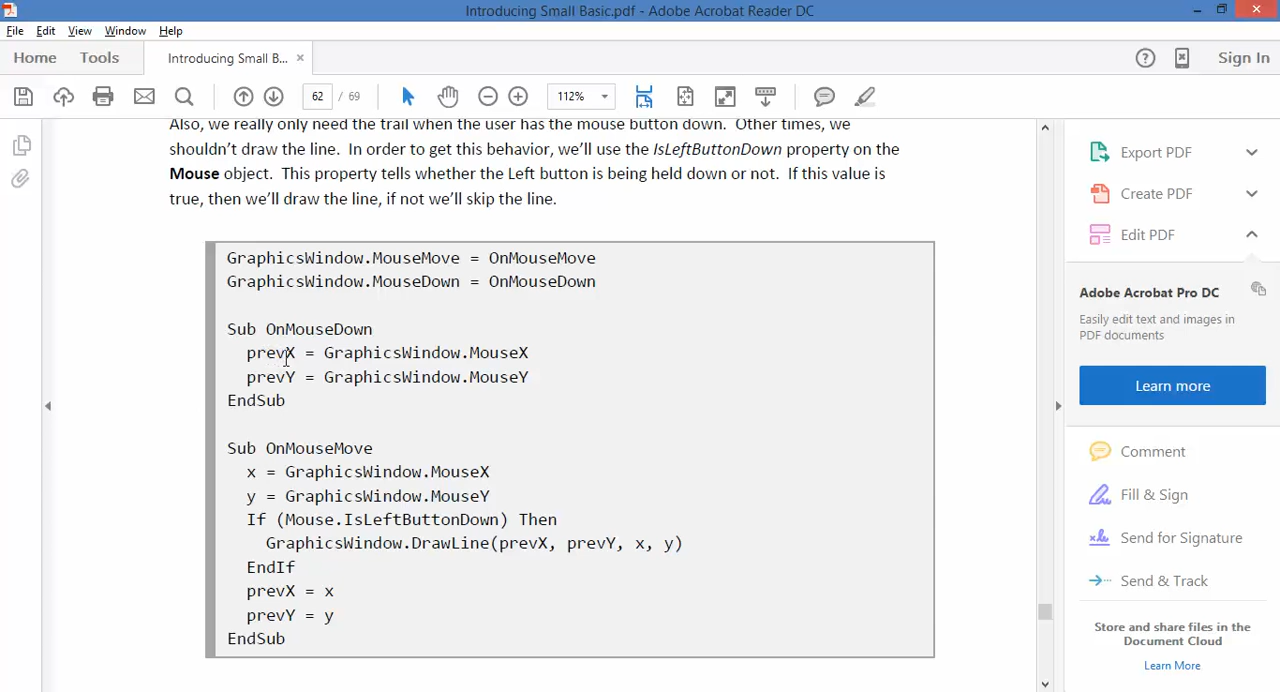 Introducing Small Basic.pdf - Adobe Acrobat Reader DC
File Edit View Window Help
Home Tools Introducing Small B... × Sign In
62 / 69 112%
Also, we really only need the trail when the user has the mouse button down. Other times, we
shouldn't draw the line. In order to get this behavior, we'll use the IsLeftButtonDown property on the
Mouse object. This property tells whether the Left button is being held down or not. If this value is
true, then we'll draw the line, if not we'll skip the line.
GraphicsWindow.MouseMove = OnMouseMove
GraphicsWindow.MouseDown = OnMouseDown
Sub OnMouseDown
prevX = GraphicsWindow.MouseX
prevY = GraphicsWindow.MouseY
EndSub
Sub OnMouseMove
x = GraphicsWindow.MouseX
y = GraphicsWindow.MouseY
If (Mouse.IsLeftButtonDown) Then
GraphicsWindow.DrawLine(prevX, prevY, x, y)
EndIf
prevX = x
prevY = y
EndSub
Export PDF
Create PDF
Edit PDF
Adobe Acrobat Pro DC
Easily edit text and images in
PDF documents
Learn more
Comment
Fill & Sign
Send for Signature
Send & Track
Store and share files in the
Document Cloud
Learn More